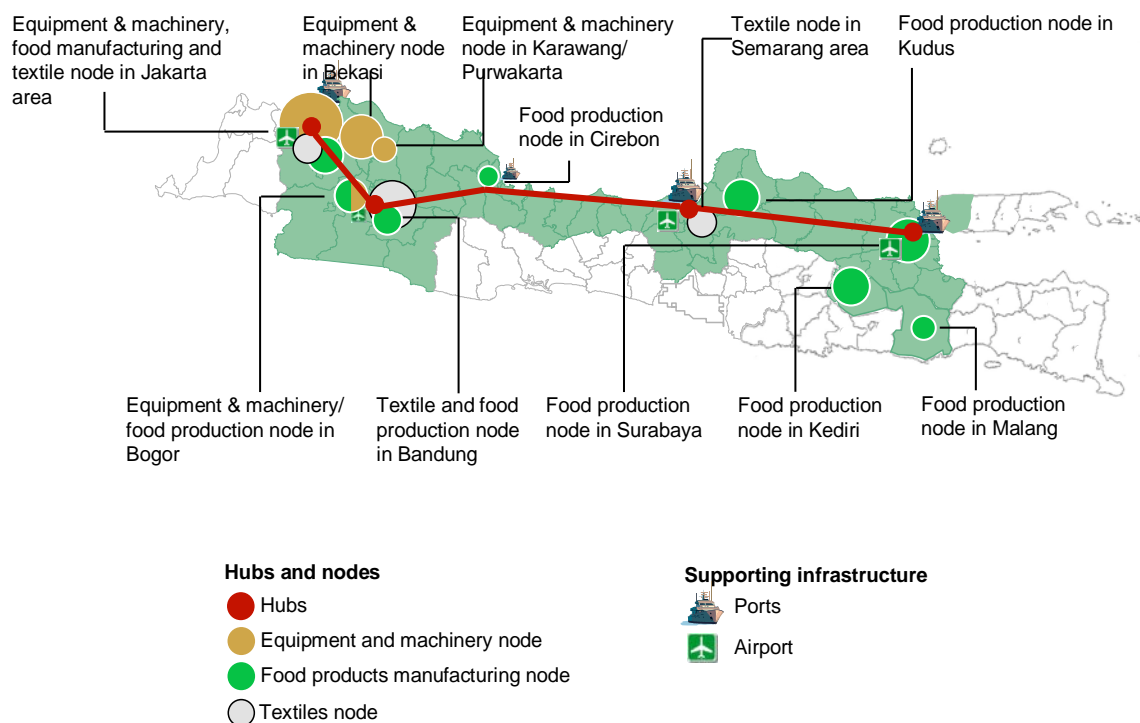 Equipment & machinery,
food manufacturing and
textile node in Jakarta
area
Equipment &
machinery node
in Bekasi
Equipment & machinery
node in Karawang/
Purwakarta
Textile node in
Semarang area
Food production node in
Kudus
Food production
node in Cirebon
Equipment & machinery/
food production node in
Bogor
Textile and food
production node
in Bandung
Food production
node in Surabaya
Food production
node in Kediri
Food production
node in Malang
Hubs and nodes
Hubs
Equipment and machinery node
Food products manufacturing node
Textiles node
Supporting infrastructure
Ports
Airport